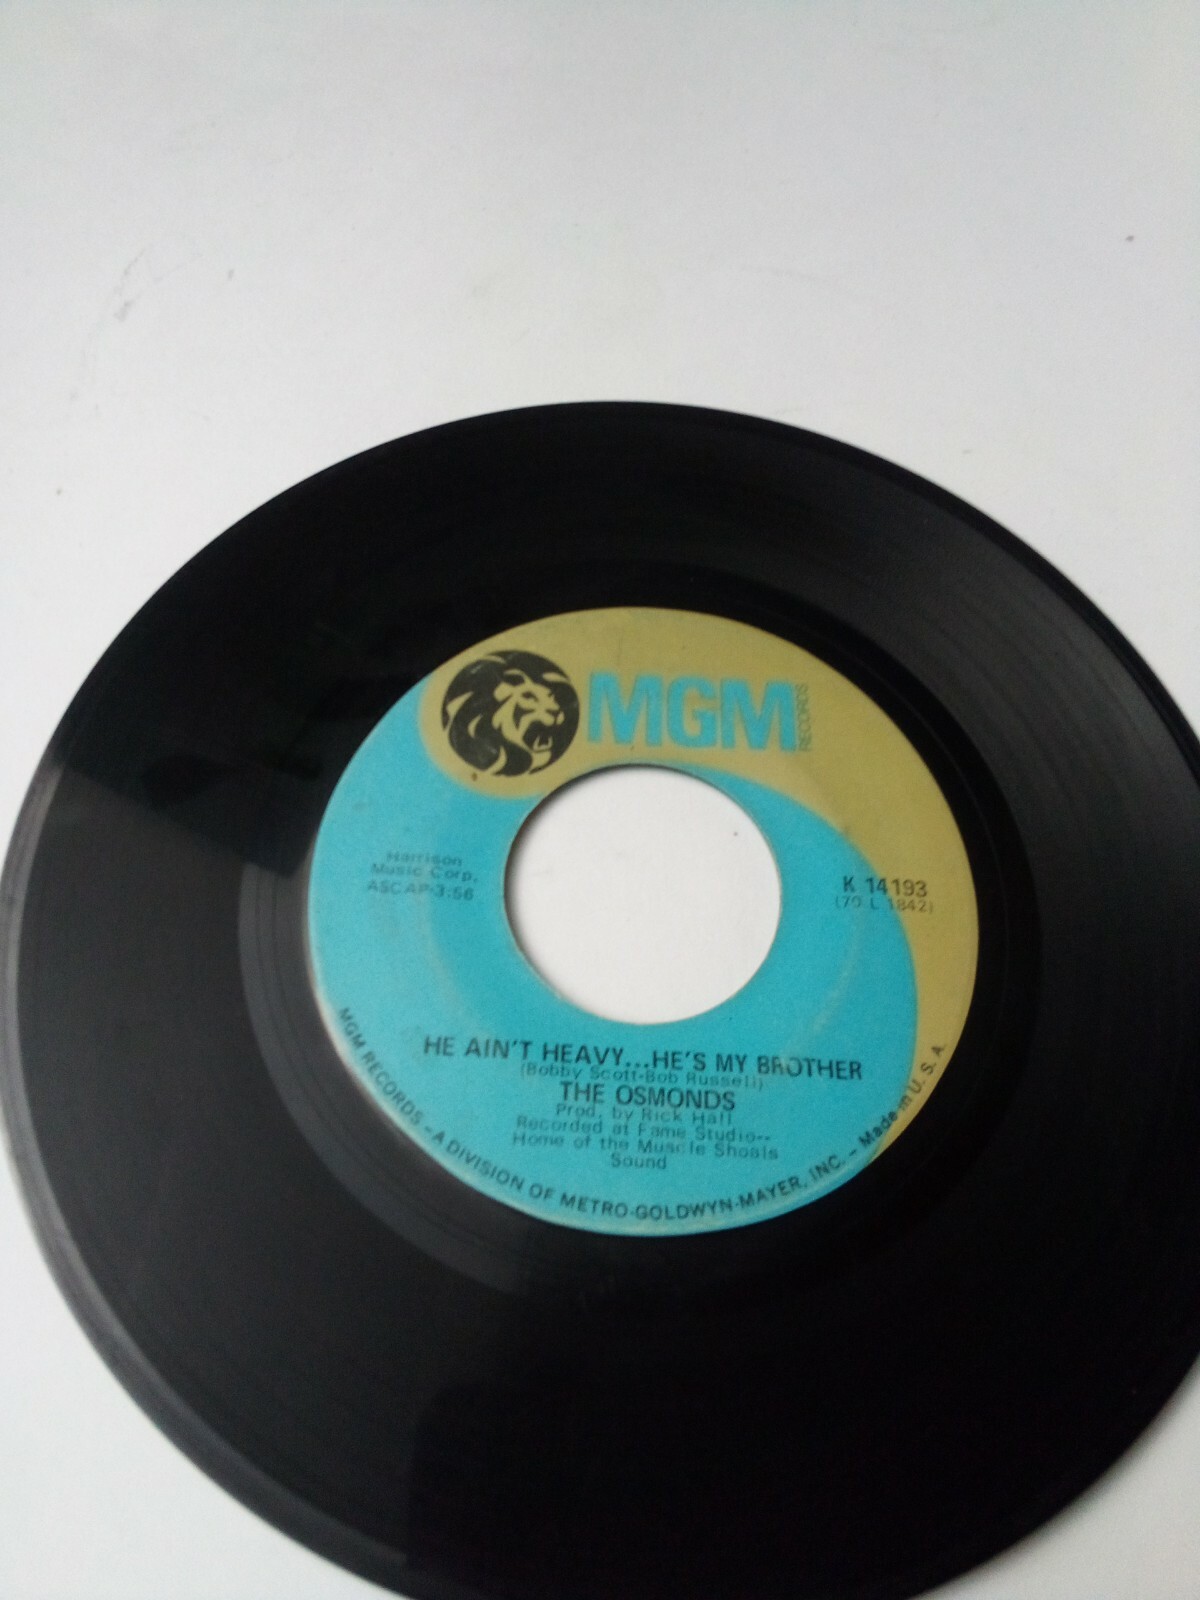 MGM
RECORDS
Harrison
Music Corp.
ASCAP-3:56
K 14193
(70 L 1842)
HE AIN'T HEAVY...HE'S MY BROTHER
(Bobby Scott-Bob Russell)
THE OSMONDS
Prod. by Rick Hall
Recorded at Fame Studio--
Home of the Muscle Shoals
Sound
MGM RECORDS - A DIVISION OF METRO-GOLDWYN-MAYER, INC. - Made in U.S.A.